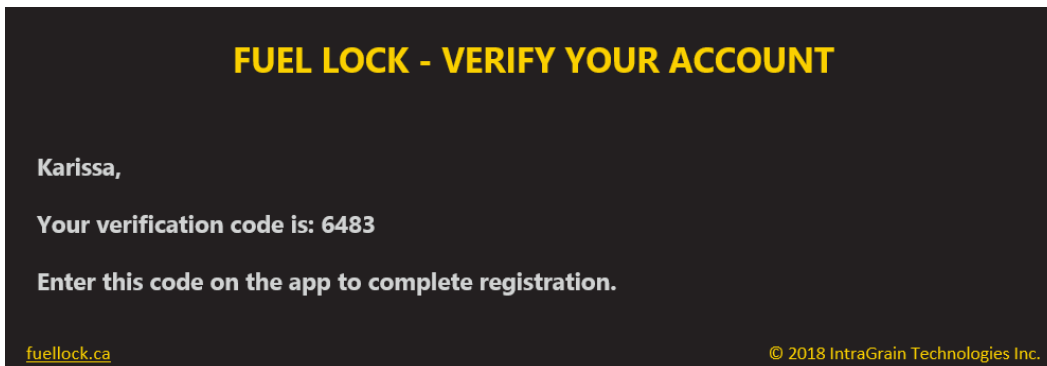 FUEL LOCK - VERIFY YOUR ACCOUNT
Karissa,
Your verification code is: 6483
Enter this code on the app to complete registration.
fuellock.ca
© 2018 IntraGrain Technologies Inc.